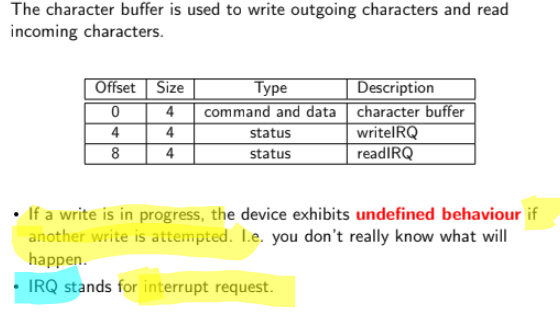 The character buffer is used to write outgoing characters and read
incoming characters.
Offset Size Type Description
0 4 command and data character buffer
4 4 status writeIRQ
8 4 status readIRQ
• If a write is in progress, the device exhibits undefined behaviour if
another write is attempted. I.e. you don't really know what will
happen.
• IRQ stands for interrupt request.